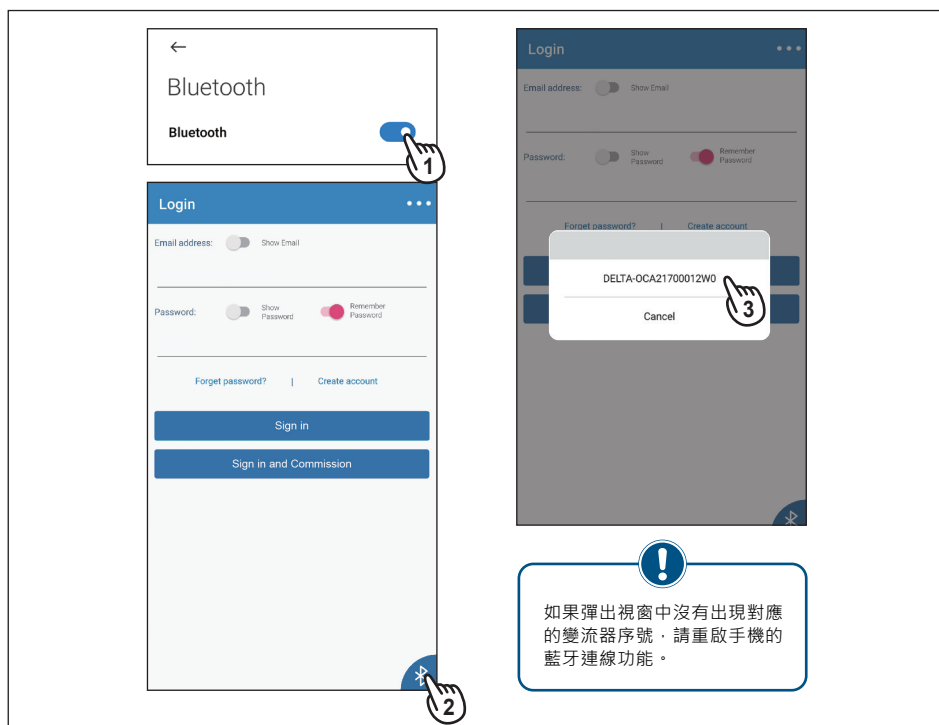 ←
Bluetooth
Bluetooth
1
Login
Email address: Show Email
Password: Show Password Remember Password
Forget password? | Create account
Sign in
Sign in and Commission
2
Login
Email address: Show Email
Password: Show Password Remember Password
Forget password? | Create account
DELTA-OCA21700012W0
Cancel
3
!
如果彈出視窗中沒有出現對應
的變流器序號，請重啟手機的
藍牙連線功能。